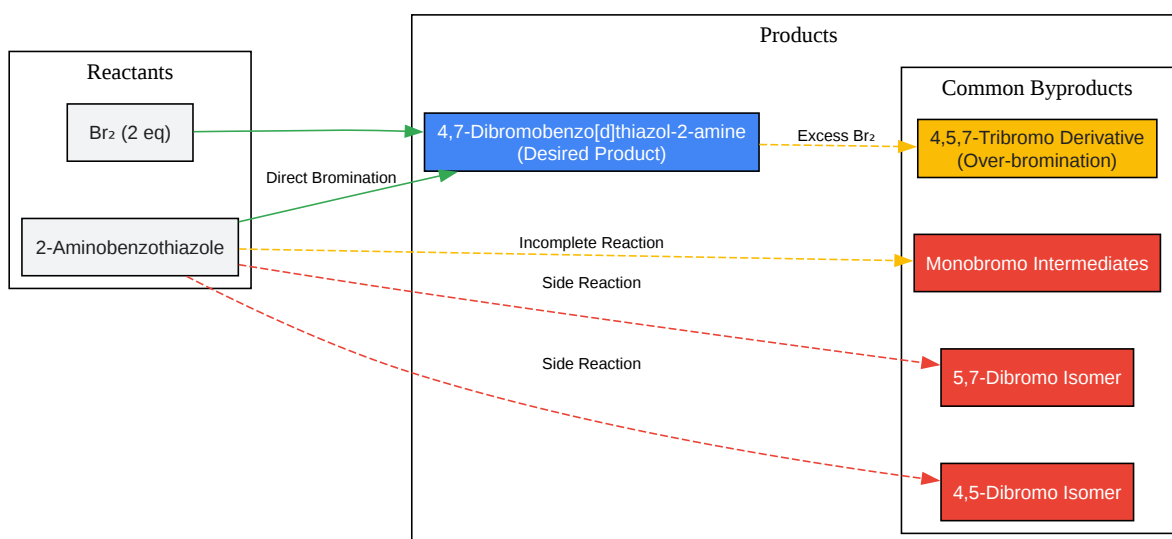 Products
Reactants
Common Byproducts
Br₂ (2 eq)
4,7-Dibromobenzo[d]thiazol-2-amine
(Desired Product)
Excess Br₂
4,5,7-Tribromo Derivative
(Over-bromination)
Direct Bromination
2-Aminobenzothiazole
Incomplete Reaction
Monobromo Intermediates
Side Reaction
5,7-Dibromo Isomer
Side Reaction
4,5-Dibromo Isomer